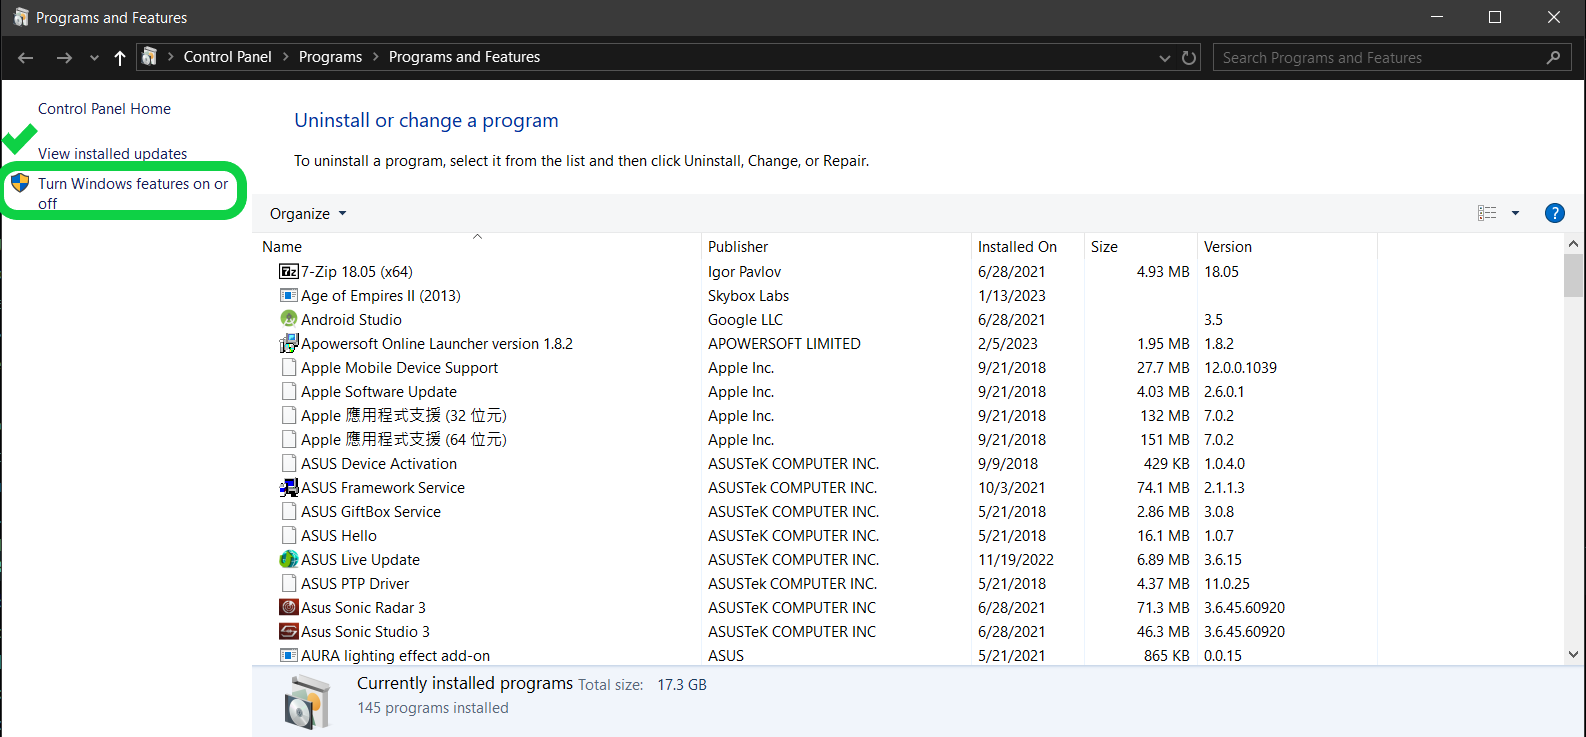 Programs and Features
Control Panel > Programs > Programs and Features
Search Programs and Features
Control Panel Home
View installed updates
Turn Windows features on or
off
Uninstall or change a program
To uninstall a program, select it from the list and then click Uninstall, Change, or Repair.
Organize
Name Publisher Installed On Size Version
7-Zip 18.05 (x64) Igor Pavlov 6/28/2021 4.93 MB 18.05
Age of Empires II (2013) Skybox Labs 1/13/2023
Android Studio Google LLC 6/28/2021 3.5
Apowersoft Online Launcher version 1.8.2 APOWERSOFT LIMITED 2/5/2023 1.95 MB 1.8.2
Apple Mobile Device Support Apple Inc. 9/21/2018 27.7 MB 12.0.0.1039
Apple Software Update Apple Inc. 9/21/2018 4.03 MB 2.6.0.1
Apple 應用程式支援 (32 位元) Apple Inc. 9/21/2018 132 MB 7.0.2
Apple 應用程式支援 (64 位元) Apple Inc. 9/21/2018 151 MB 7.0.2
ASUS Device Activation ASUSTeK COMPUTER INC. 9/9/2018 429 KB 1.0.4.0
ASUS Framework Service ASUSTek COMPUTER INC. 10/3/2021 74.1 MB 2.1.1.3
ASUS GiftBox Service ASUSTeK COMPUTER INC. 5/21/2018 2.86 MB 3.0.8
ASUS Hello ASUSTeK COMPUTER INC. 5/21/2018 16.1 MB 1.0.7
ASUS Live Update ASUSTeK COMPUTER INC. 11/19/2022 6.89 MB 3.6.15
ASUS PTP Driver ASUSTek COMPUTER INC. 5/21/2018 4.37 MB 11.0.25
Asus Sonic Radar 3 ASUSTeK COMPUTER INC 6/28/2021 71.3 MB 3.6.45.60920
Asus Sonic Studio 3 ASUSTeK COMPUTER INC 6/28/2021 46.3 MB 3.6.45.60920
AURA lighting effect add-on ASUS 5/21/2021 865 KB 0.0.15
Currently installed programs Total size: 17.3 GB
145 programs installed